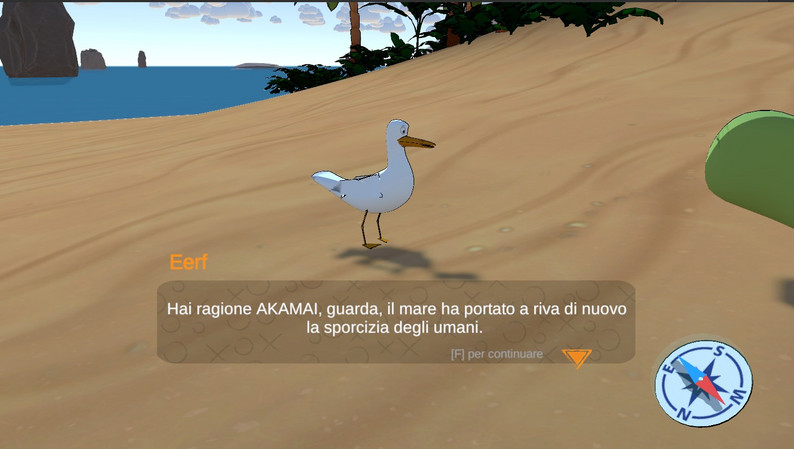 Eerf
Hai ragione AKAMAI, guarda, il mare ha portato a riva di nuovo
la sporcizia degli umani.
[F] per continuare
S
E
W
N